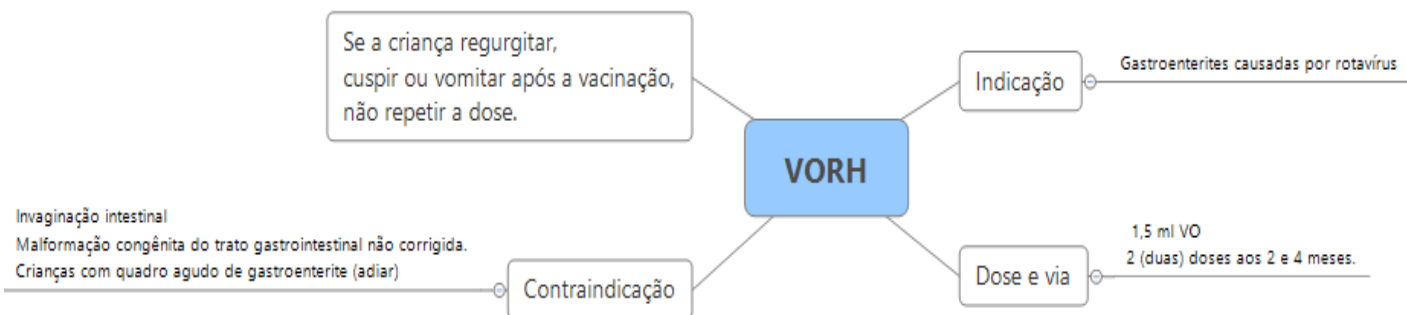 Se a criança regurgitar,
cuspir ou vomitar após a vacinação,
não repetir a dose.
Indicação
Gastroenterites causadas por rotavírus
VORH
Invaginação intestinal
Malformação congênita do trato gastrointestinal não corrigida.
Crianças com quadro agudo de gastroenterite (adiar)
Contraindicação
Dose e via
1,5 ml VO
2 (duas) doses aos 2 e 4 meses.